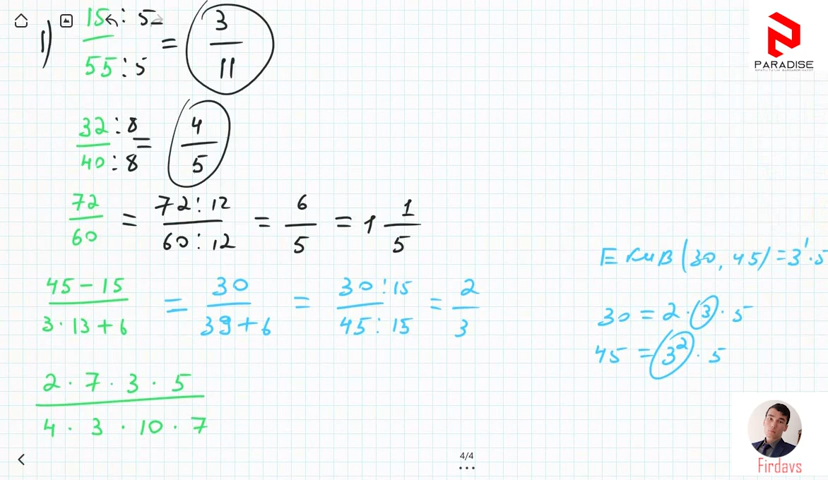 1) 15 : 5 / 55 : 5 = 3/11
32 : 8 / 40 : 8 = 4/5
72/60 = 72 : 12 / 60 : 12 = 6/5 = 1 1/5
45 - 15 / 3 · 13 + 6 = 30 / 39 + 6 = 30 : 15 / 45 : 15 = 2/3
2 · 7 · 3 · 5 / 4 · 3 · 10 · 7
EKUB (30, 45) = 3¹ · 5
30 = 2 · 3 · 5
45 = 3² · 5
PARADISE
4/4
Firdavs